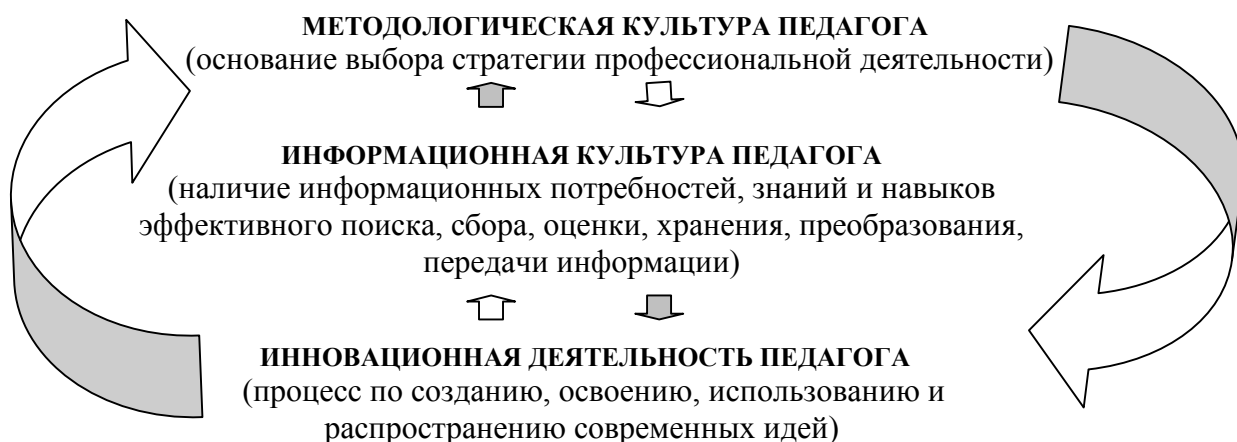 МЕТОДОЛОГИЧЕСКАЯ КУЛЬТУРА ПЕДАГОГА
(основание выбора стратегии профессиональной деятельности)
ИНФОРМАЦИОННАЯ КУЛЬТУРА ПЕДАГОГА
(наличие информационных потребностей, знаний и навыков
эффективного поиска, сбора, оценки, хранения, преобразования,
передачи информации)
ИННОВАЦИОННАЯ ДЕЯТЕЛЬНОСТЬ ПЕДАГОГА
(процесс по созданию, освоению, использованию и
распространению современных идей)